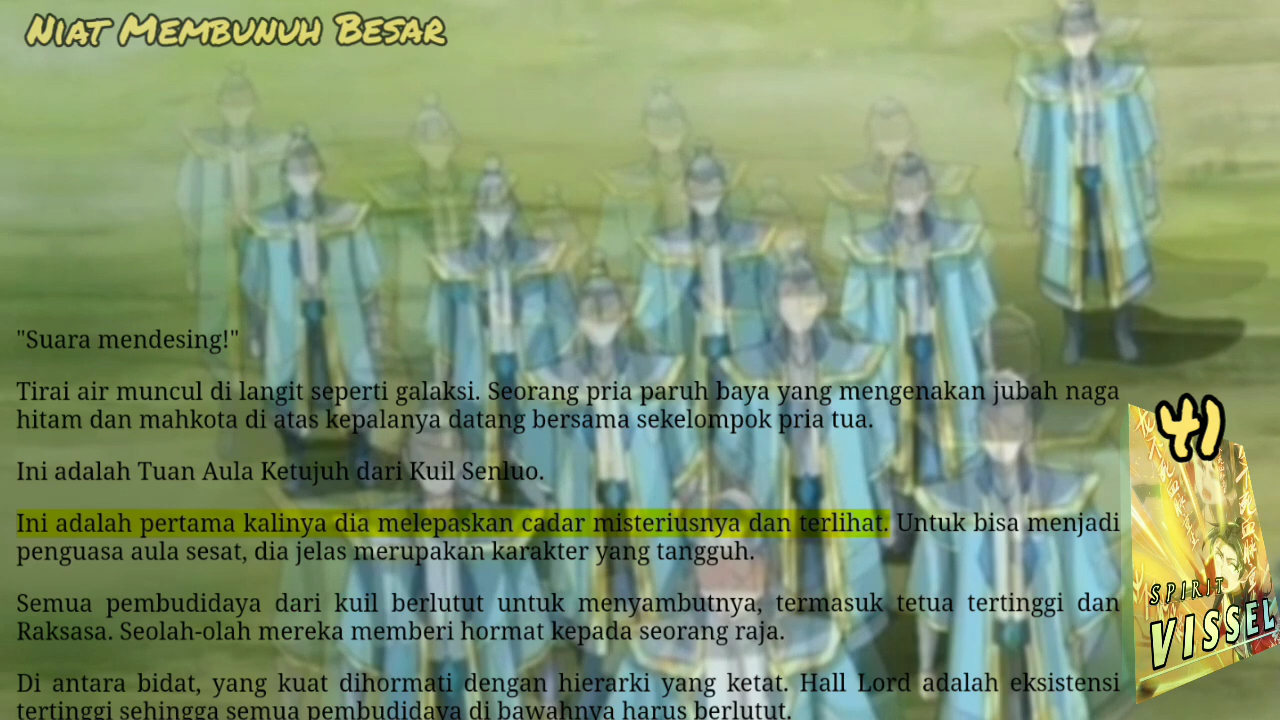 Niat Membunuh Besar
"Suara mendesing!"
Tirai air muncul di langit seperti galaksi. Seorang pria paruh baya yang mengenakan jubah naga
hitam dan mahkota di atas kepalanya datang bersama sekelompok pria tua.
Ini adalah Tuan Aula Ketujuh dari Kuil Senluo.
Ini adalah pertama kalinya dia melepaskan cadar misteriusnya dan terlihat. Untuk bisa menjadi
penguasa aula sesat, dia jelas merupakan karakter yang tangguh.
Semua pembudidaya dari kuil berlutut untuk menyambutnya, termasuk tetua tertinggi dan
Raksasa. Seolah-olah mereka memberi hormat kepada seorang raja.
Di antara bidat, yang kuat dihormati dengan hierarki yang ketat. Hall Lord adalah eksistensi
tertinggi sehingga semua pembudidaya di bawahnya harus berlutut.
41
SPIRIT
VISSEL